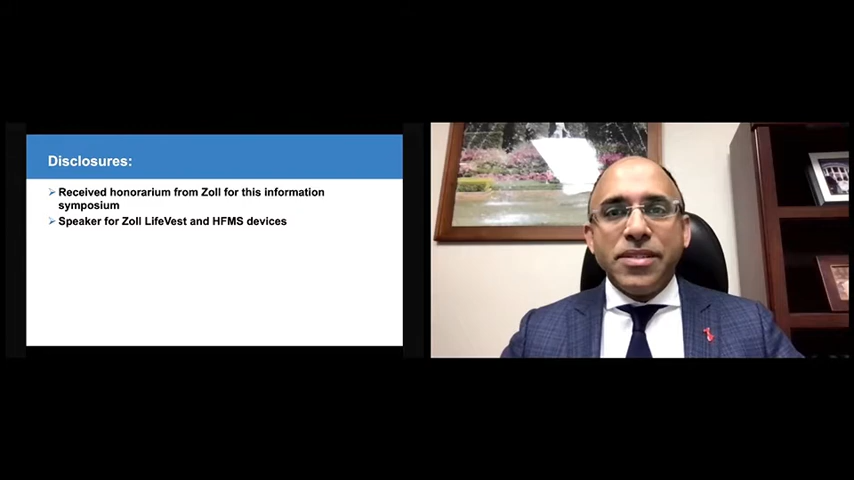 Disclosures:
➢ Received honorarium from Zoll for this information
symposium
➢ Speaker for Zoll LifeVest and HFMS devices